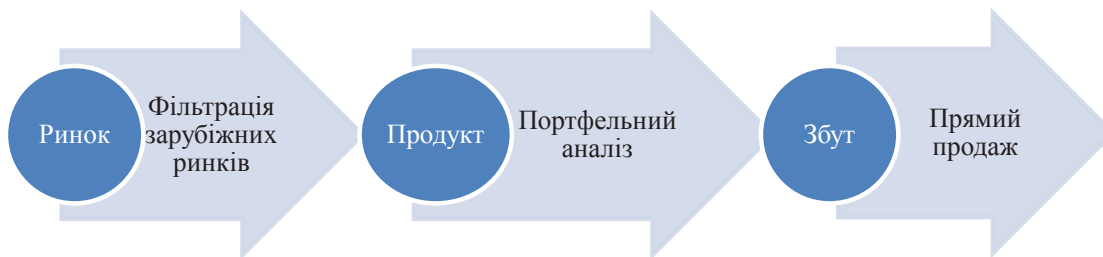 Ринок
Фільтрація
зарубіжних
ринків
Продукт
Портфельний
аналіз
Збут
Прямий
продаж